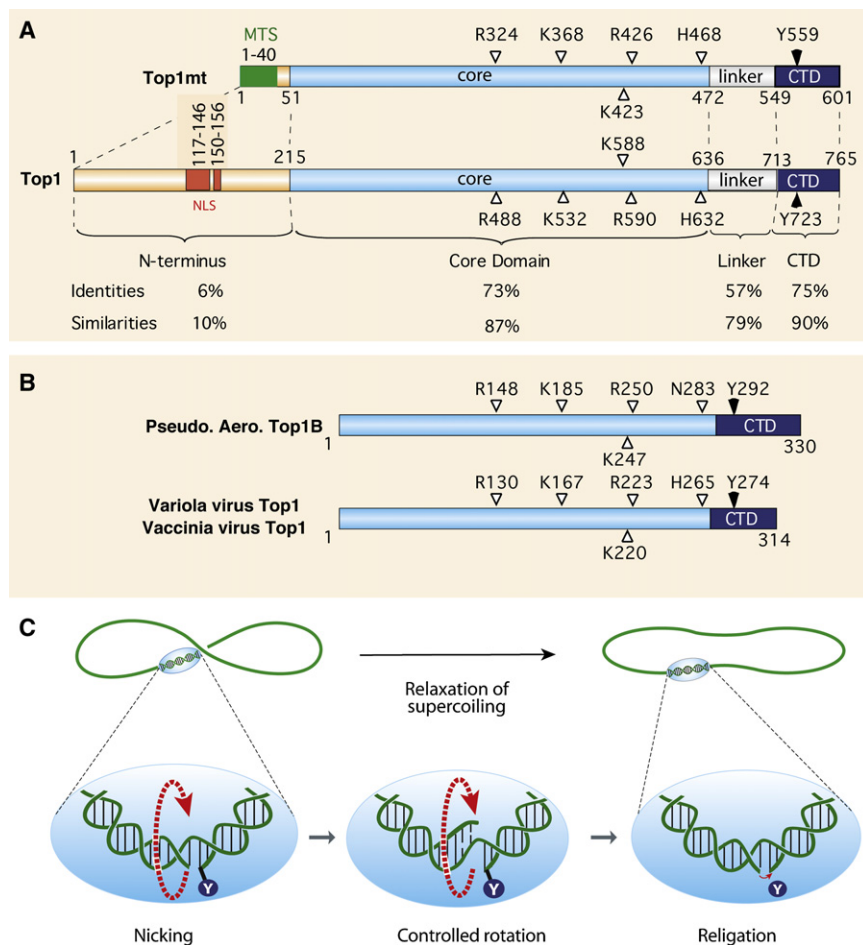 A
MTS
1-40
R324 K368 R426 H468 Y559
Top1mt
core
linker
CTD
1 51 K423 472 549 601
117-146
150-156
K588
1 215 636 713 765
Top1
core
linker
CTD
NLS
R488 K532 R590 H632 Y723
N-terminus Core Domain Linker CTD
Identities 6% 73% 57% 75%
Similarities 10% 87% 79% 90%
B
R148 K185 R250 N283 Y292
Pseudo. Aero. Top1B
CTD
1 K247 330
R130 K167 R223 H265 Y274
Variola virus Top1
Vaccinia virus Top1
CTD
1 K220 314
C
Relaxation of
supercoiling
Y Y Y
Nicking Controlled rotation Religation